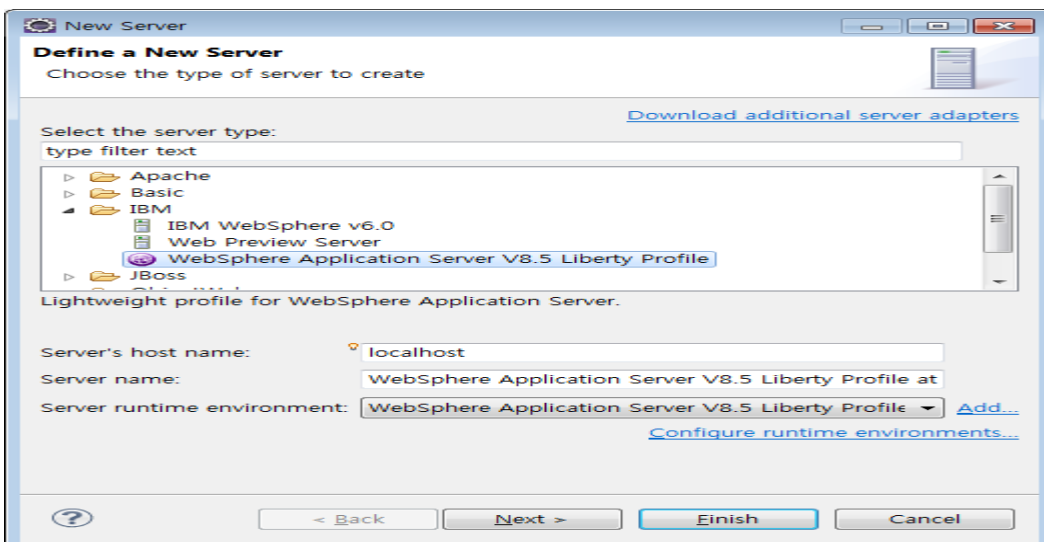 New Server
Define a New Server
Choose the type of server to create
Download additional server adapters
Select the server type:
type filter text
Apache
Basic
IBM
IBM WebSphere v6.0
Web Preview Server
WebSphere Application Server V8.5 Liberty Profile
JBoss
Lightweight profile for WebSphere Application Server.
Server's host name: localhost
Server name: WebSphere Application Server V8.5 Liberty Profile at
Server runtime environment: WebSphere Application Server V8.5 Liberty Profile Add...
Configure runtime environments...
< Back Next > Finish Cancel